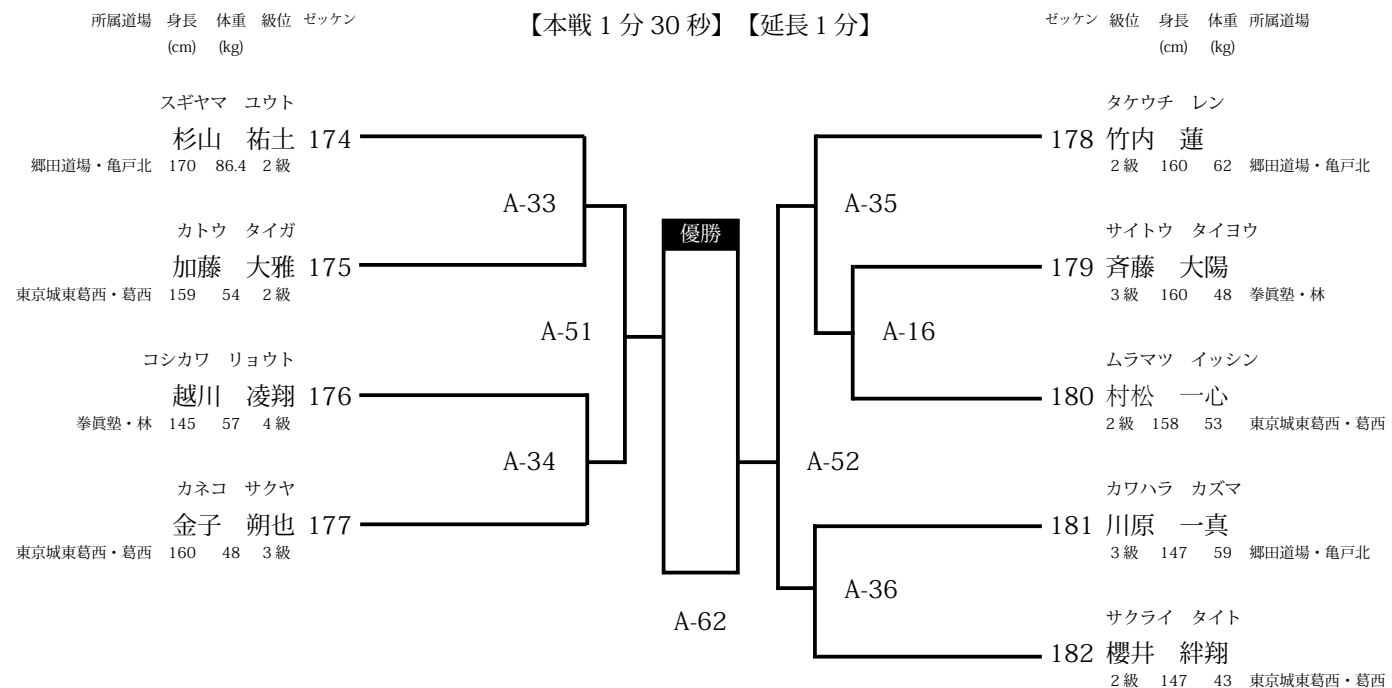 所属道場 身長 体重 級位 ゼッケン 【本戦1分30秒】【延長1分】 ゼッケン 級位 身長 体重 所属道場
(cm) (kg) (cm) (kg)
スギヤマ ユウト
杉山 祐土 174
郷田道場・亀戸北 170 86.4 2級
A-33
カトウ タイガ
加藤 大雅 175
東京城東葛西・葛西 159 54 2級
A-51
コシカワ リョウト
越川 凌翔 176
拳眞塾・林 145 57 4級
A-34
カネコ サクヤ
金子 朔也 177
東京城東葛西・葛西 160 48 3級
優勝
A-62
タケウチ レン
178 竹内 蓮
2級 160 62 郷田道場・亀戸北
A-35
サイトウ タイヨウ
179 斉藤 大陽
3級 160 48 拳眞塾・林
A-16
ムラマツ イッシン
180 村松 一心
2級 158 53 東京城東葛西・葛西
A-52
カワハラ カズマ
181 川原 一真
3級 147 59 郷田道場・亀戸北
A-36
サクライ タイト
182 櫻井 絆翔
2級 147 43 東京城東葛西・葛西